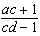 ac + 1
cd − 1